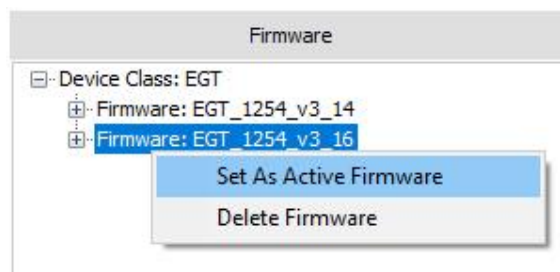 Firmware
Device Class: EGT
Firmware: EGT_1254_v3_14
Firmware: EGT_1254_v3_16
Set As Active Firmware
Delete Firmware